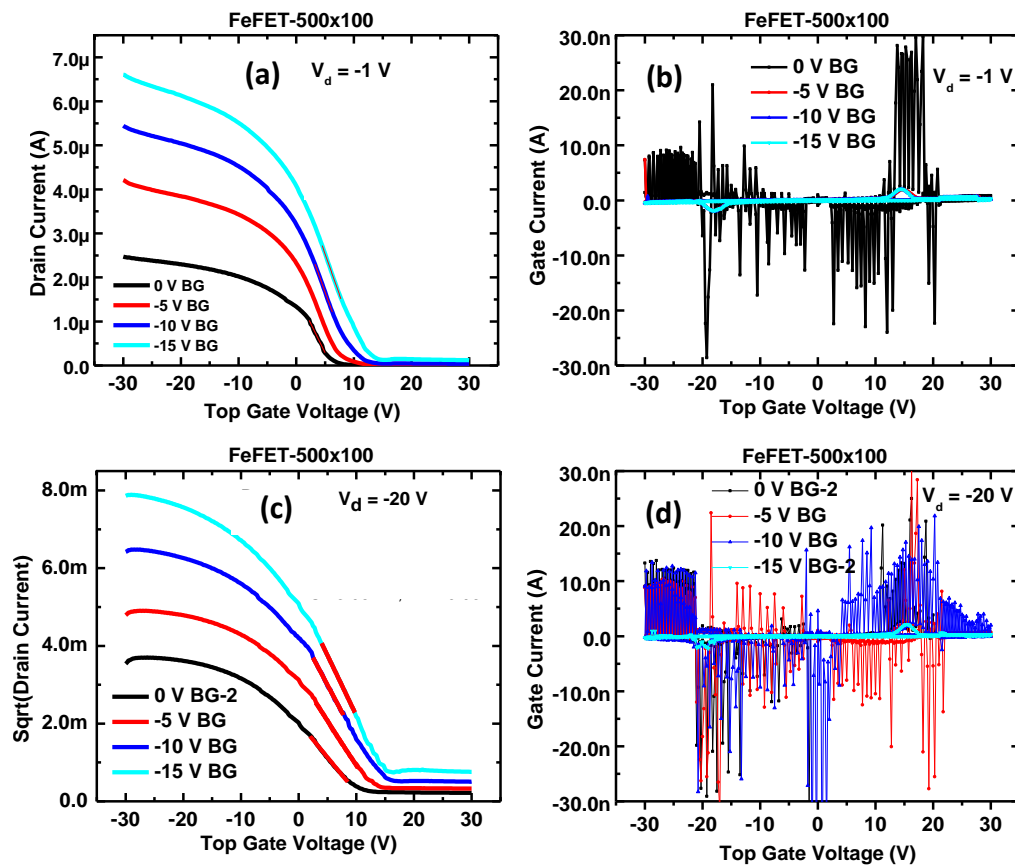 FeFET-500x100
(a)
V_d = -1 V
Drain Current (A)
7.0µ
6.0µ
5.0µ
4.0µ
3.0µ
2.0µ
1.0µ
0.0
0 V BG
-5 V BG
-10 V BG
-15 V BG
-30 -20 -10 0 10 20 30
Top Gate Voltage (V)
FeFET-500x100
(b)
0 V BG
-5 V BG
-10 V BG
-15 V BG
V_d = -1 V
Gate Current (A)
30.0n
20.0n
10.0n
0.0
-10.0n
-20.0n
-30.0n
-30 -20 -10 0 10 20 30
Top Gate Voltage (V)
FeFET-500x100
(c)
V_d = -20 V
Sqrt(Drain Current)
8.0m
6.0m
4.0m
2.0m
0.0
0 V BG-2
-5 V BG
-10 V BG
-15 V BG
-30 -20 -10 0 10 20 30
Top Gate Voltage (V)
FeFET-500x100
(d)
0 V BG-2
-5 V BG
-10 V BG
-15 V BG-2
V_d = -20 V
Gate Current (A)
30.0n
20.0n
10.0n
0.0
-10.0n
-20.0n
-30.0n
-30 -20 -10 0 10 20 30
Top Gate Voltage (V)